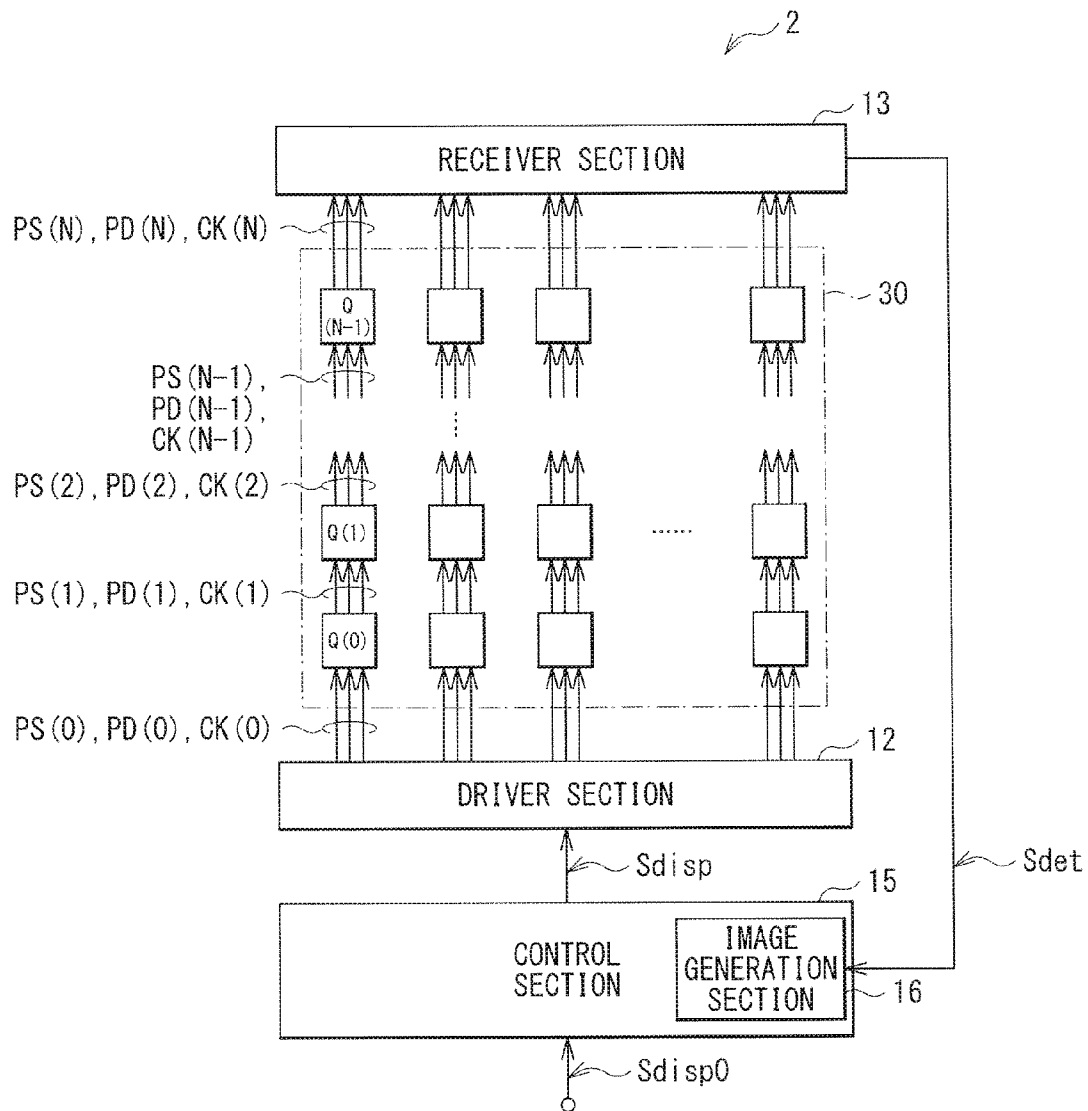 2
13
RECEIVER SECTION
PS(N), PD(N), CK(N)
30
Q
(N-1)
PS(N-1),
PD(N-1),
CK(N-1)
PS(2), PD(2), CK(2)
Q(1)
PS(1), PD(1), CK(1)
Q(0)
PS(0), PD(0), CK(0)
12
DRIVER SECTION
Sdisp
Sdet
15
CONTROL
SECTION
IMAGE
GENERATION
SECTION
16
Sdisp0